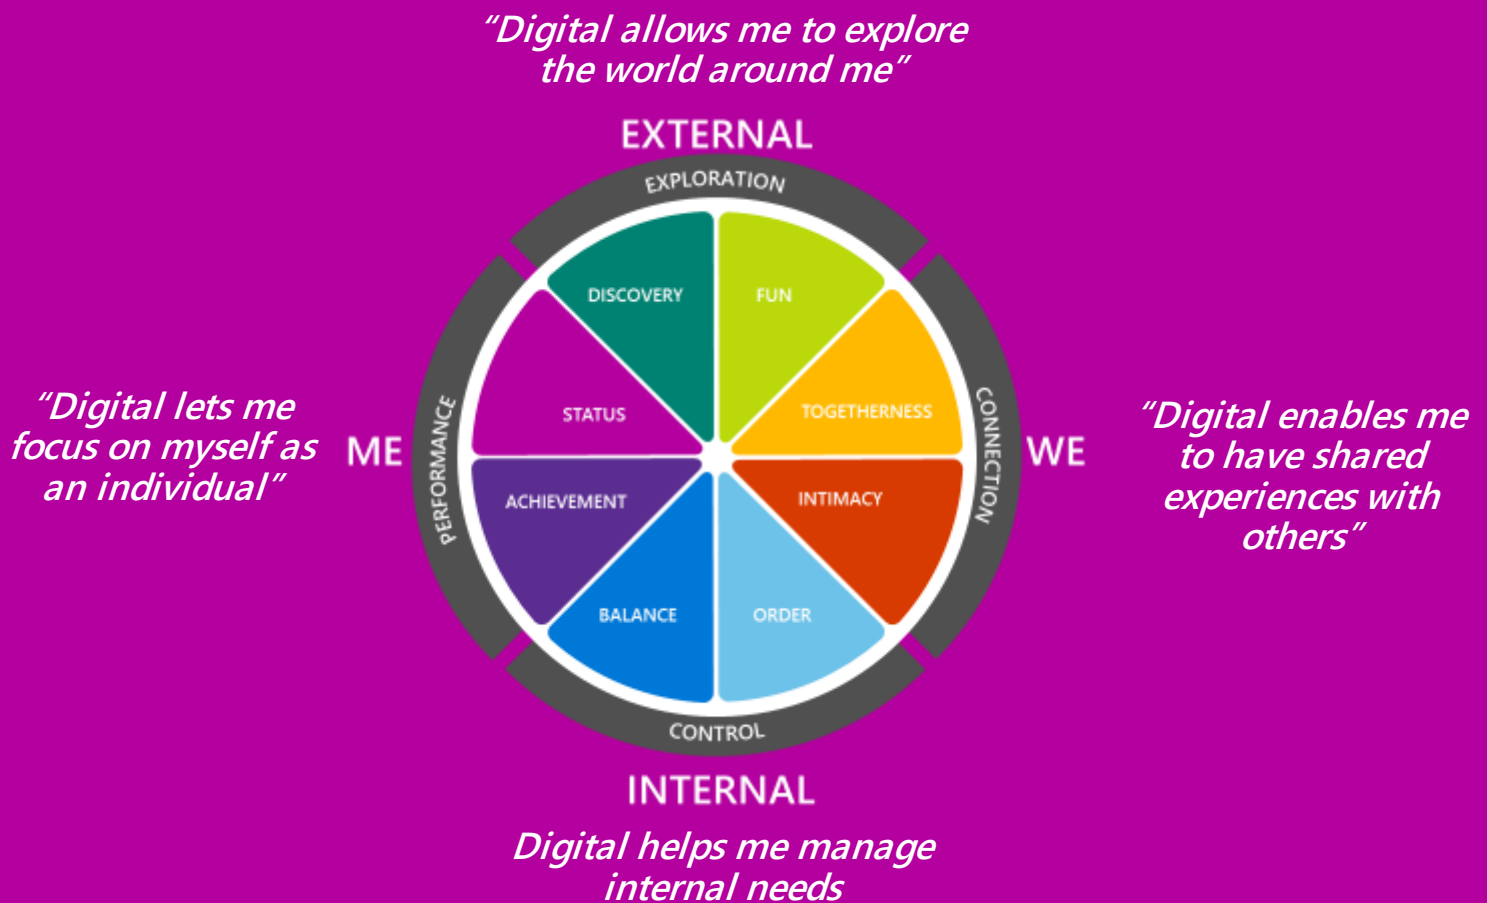 “Digital allows me to explore
the world around me”
EXTERNAL
EXPLORATION
DISCOVERY
FUN
STATUS
TOGETHERNESS
“Digital lets me
focus on myself as
an individual”
ME
PERFORMANCE
CONNECTION
WE
“Digital enables me
to have shared
experiences with
others”
ACHIEVEMENT
INTIMACY
BALANCE
ORDER
CONTROL
INTERNAL
Digital helps me manage
internal needs